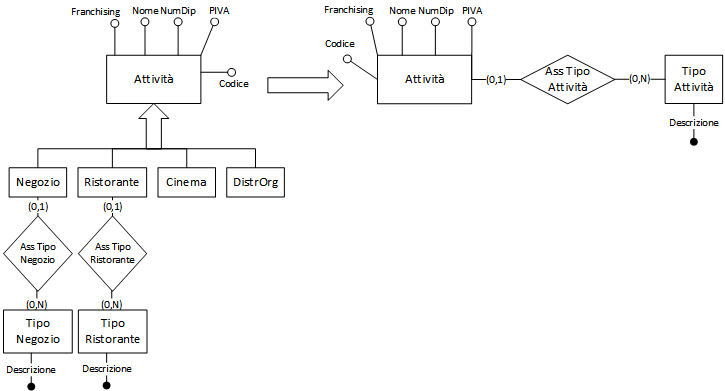 Franchising Nome NumDip PIVA
Attività
Codice
Negozio Ristorante Cinema DistrOrg
(0,1) (0,1)
Ass Tipo Ass Tipo
Negozio Ristorante
(0,N) (0,N)
Tipo Tipo
Negozio Ristorante
Descrizione Descrizione
Franchising Nome NumDip PIVA
Codice
Attività (0,1) Ass Tipo Attività (0,N) Tipo Attività
Descrizione